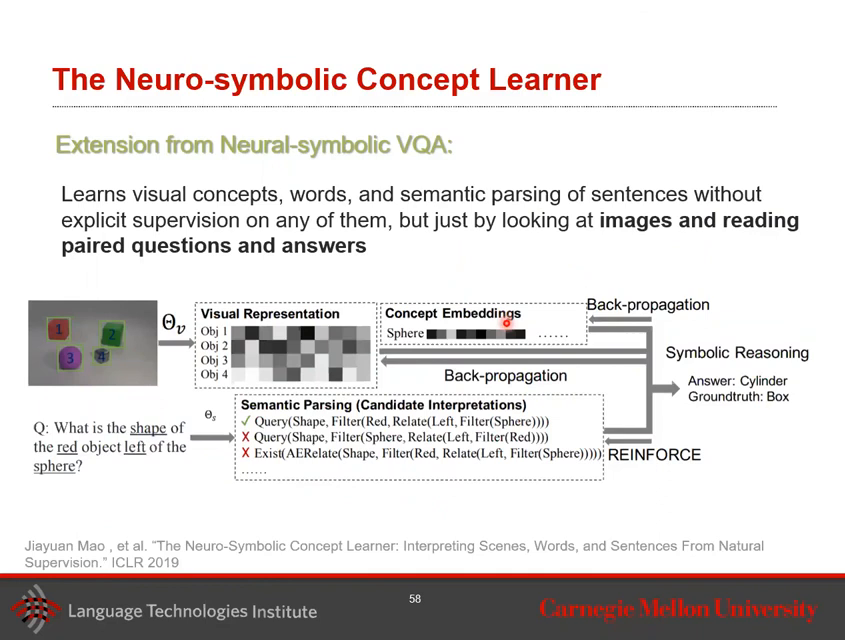 The Neuro-symbolic Concept Learner
Extension from Neural-symbolic VQA:
Learns visual concepts, words, and semantic parsing of sentences without
explicit supervision on any of them, but just by looking at images and reading
paired questions and answers
1
2
3
4
Θv
Visual Representation
Obj 1
Obj 2
Obj 3
Obj 4
Concept Embeddings
Sphere ......
Back-propagation
Back-propagation
Symbolic Reasoning
Answer: Cylinder
Groundtruth: Box
Q: What is the shape of
the red object left of the
sphere?
Θs
Semantic Parsing (Candidate Interpretations)
✓ Query(Shape, Filter(Red, Relate(Left, Filter(Sphere))))
✗ Query(Shape, Filter(Sphere, Relate(Left, Filter(Red))))
✗ Exist(AERelate(Shape, Filter(Red, Relate(Left, Filter(Sphere)))))
......
REINFORCE
Jiayuan Mao , et al. “The Neuro-Symbolic Concept Learner: Interpreting Scenes, Words, and Sentences From Natural
Supervision.” ICLR 2019
Language Technologies Institute
58
Carnegie Mellon University